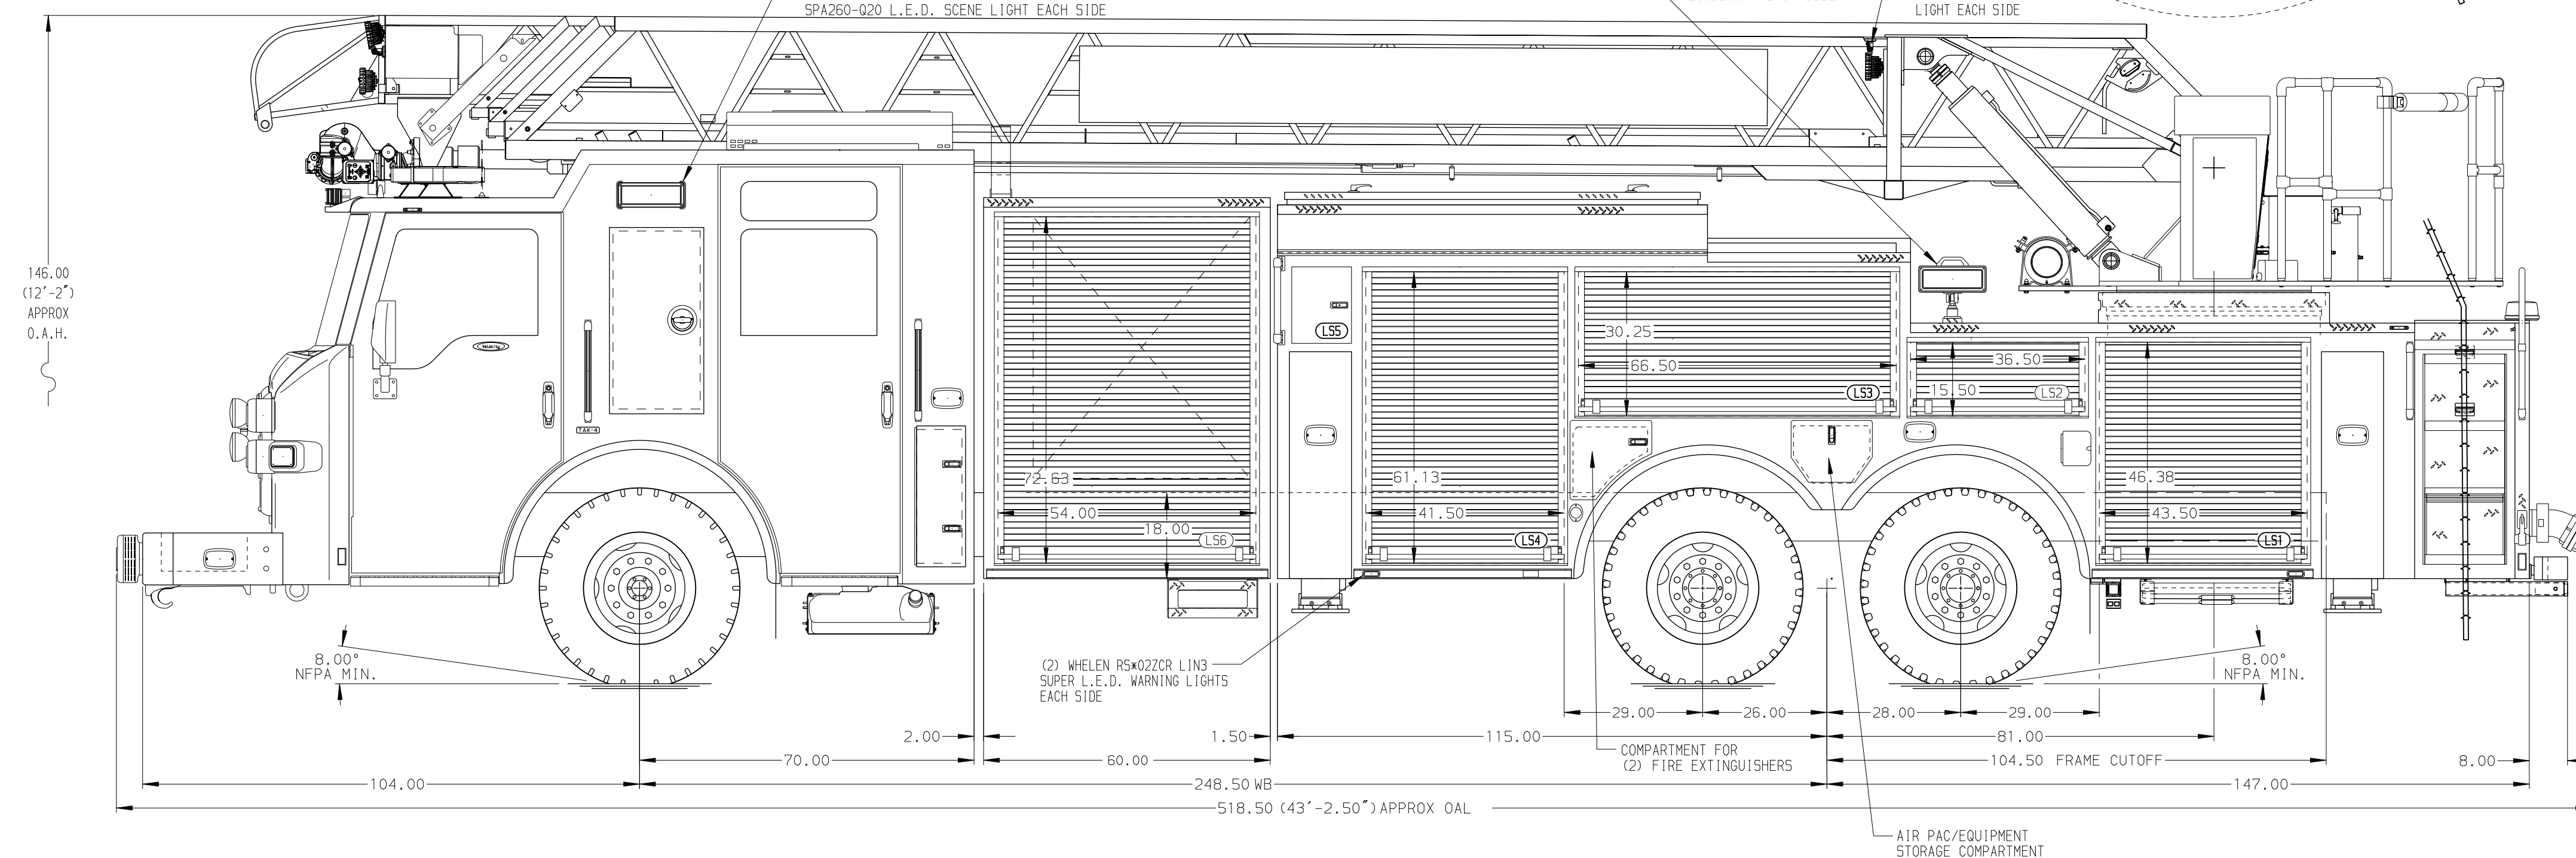 SPA260-Q20 L.E.D. SCENE LIGHT EACH SIDE
LIGHT EACH SIDE
146.00
(12'-2")
APPROX
O.A.H.
Velocity
TAK-4
LS5
30.25
66.50
LS3
36.50
15.50
LS2
72.63
54.00
18.00
LS6
61.13
41.50
LS4
46.38
43.50
LS1
8.00°
NFPA MIN.
(2) WHELEN RS*02ZCR LIN3
SUPER L.E.D. WARNING LIGHTS
EACH SIDE
8.00°
NFPA MIN.
29.00
26.00
28.00
29.00
2.00
1.50
115.00
81.00
COMPARTMENT FOR
(2) FIRE EXTINGUISHERS
70.00
60.00
104.50 FRAME CUTOFF
8.00
104.00
248.50 WB
147.00
518.50 (43'-2.50") APPROX OAL
AIR PAC/EQUIPMENT
STORAGE COMPARTMENT